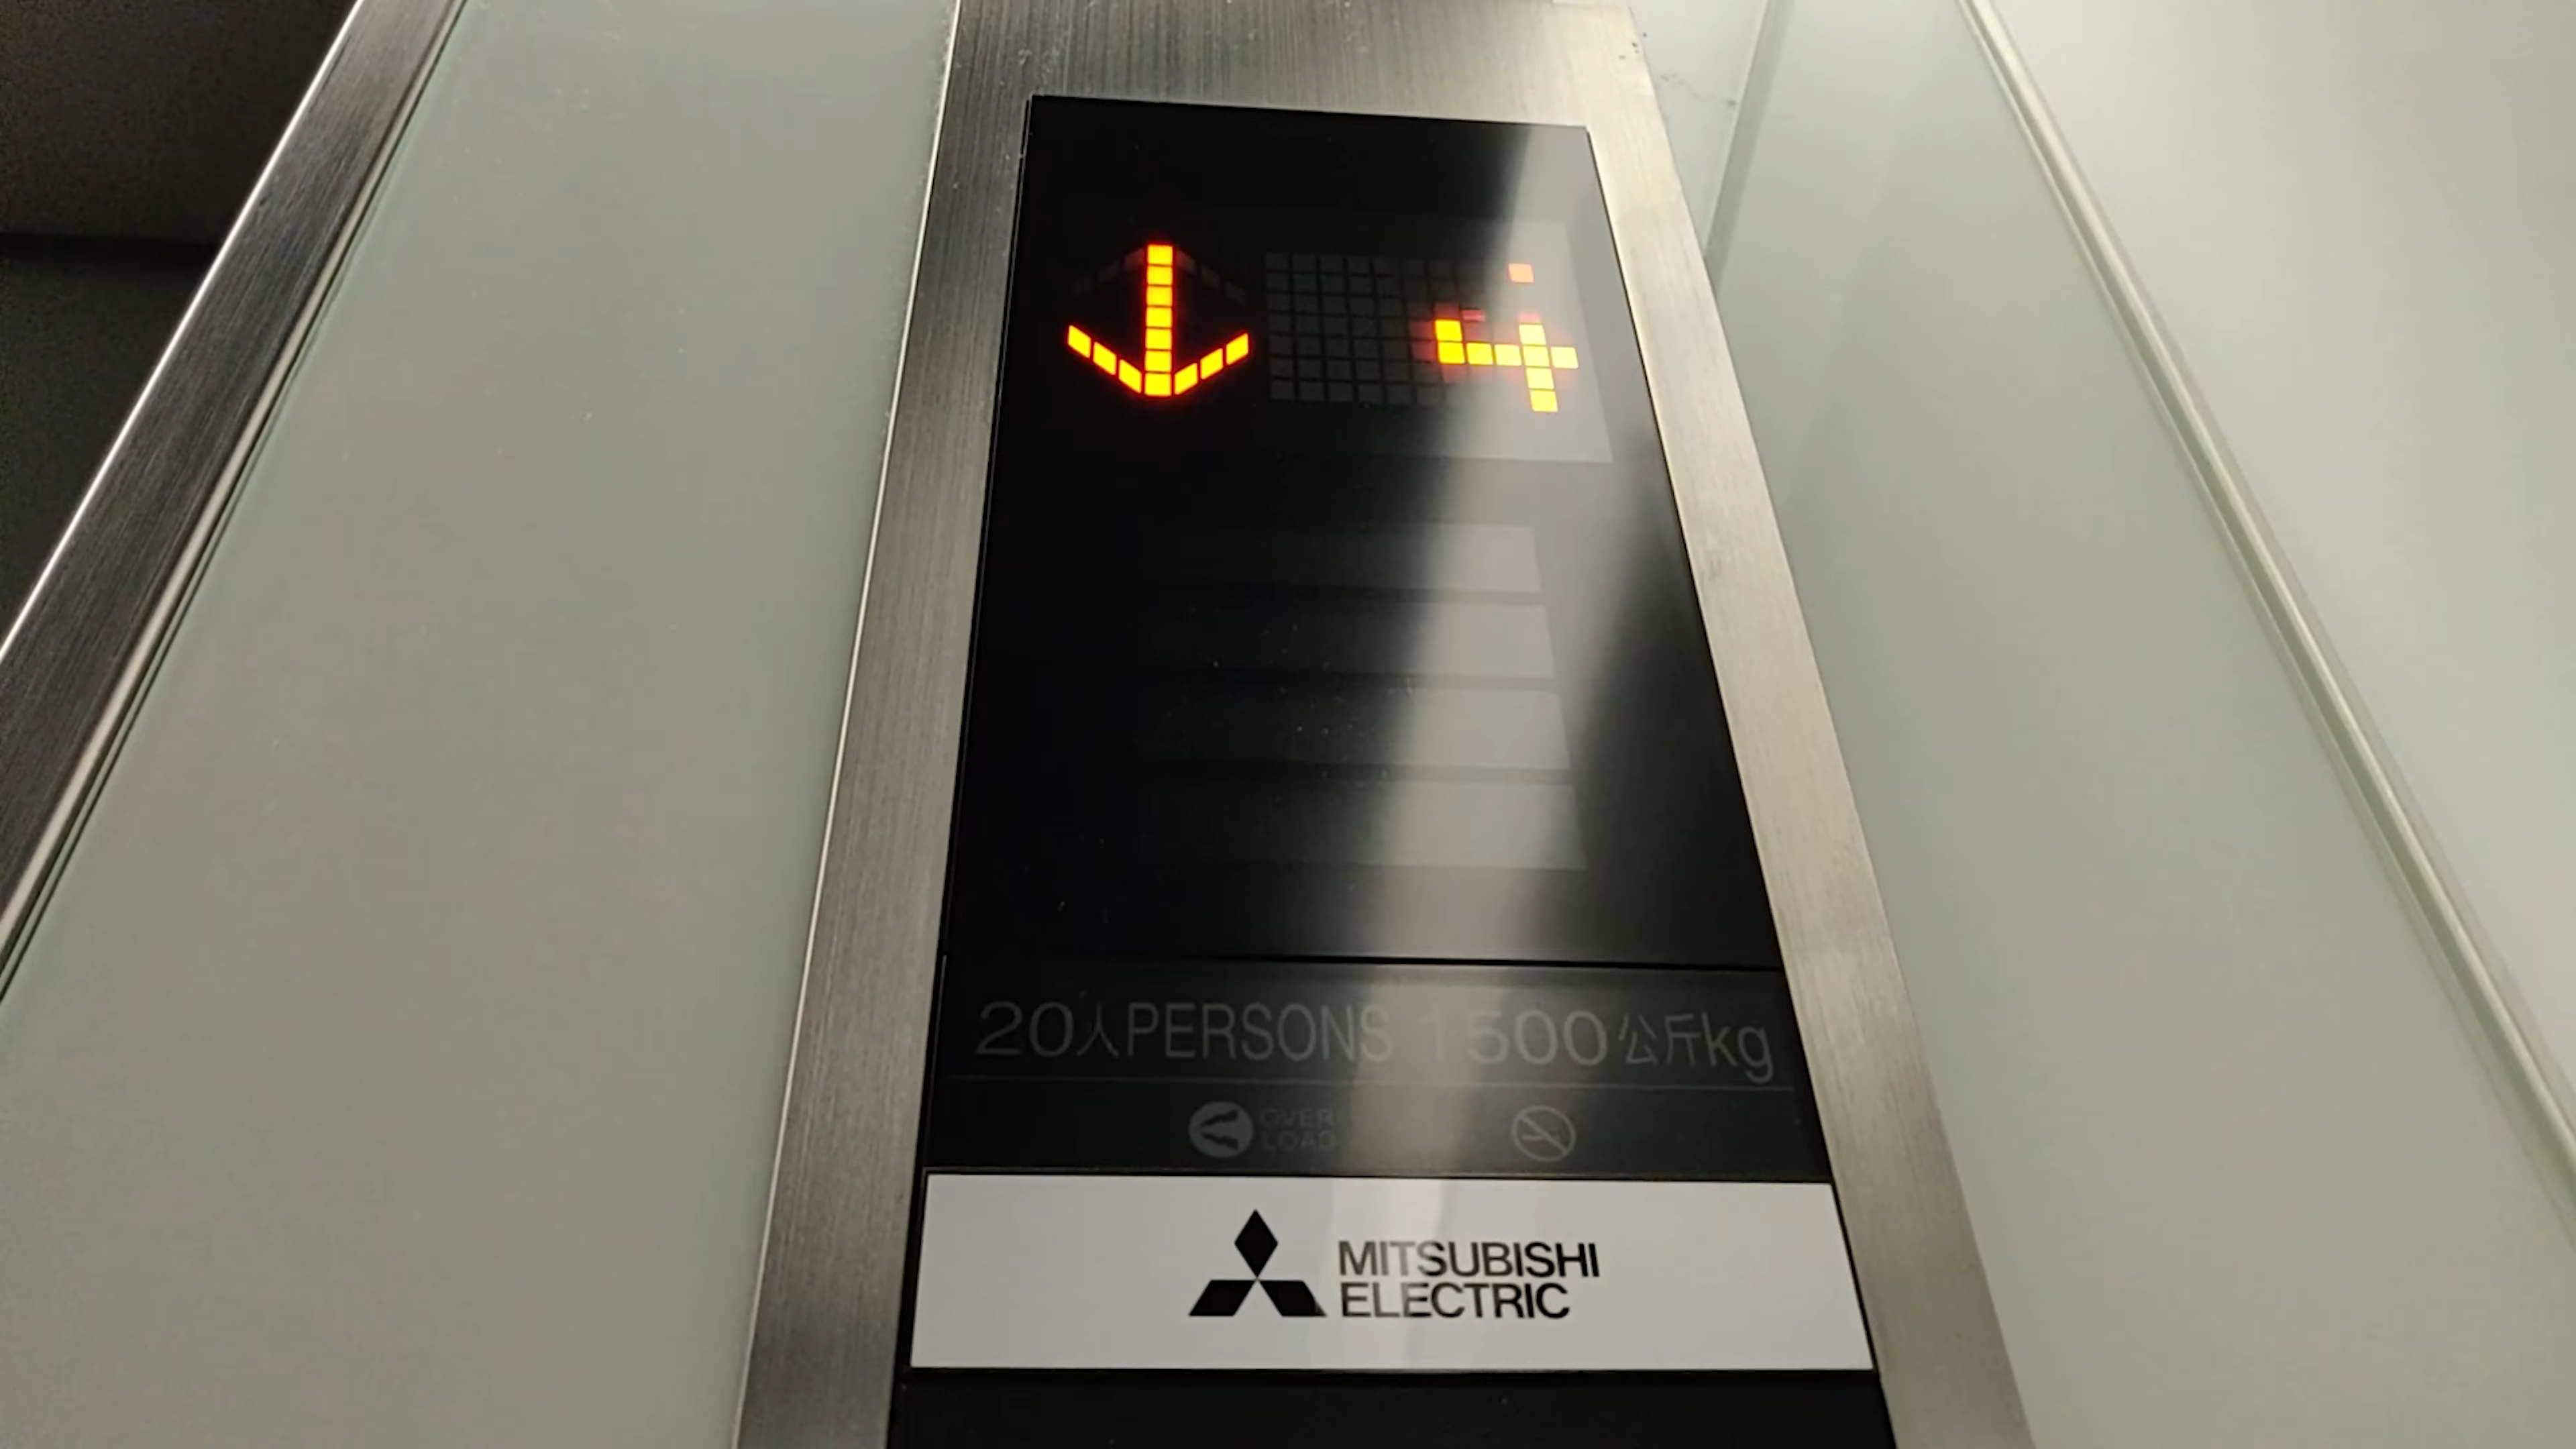 4
20人PERSONS 1500公斤kg
OVER
LOAD
MITSUBISHI
ELECTRIC